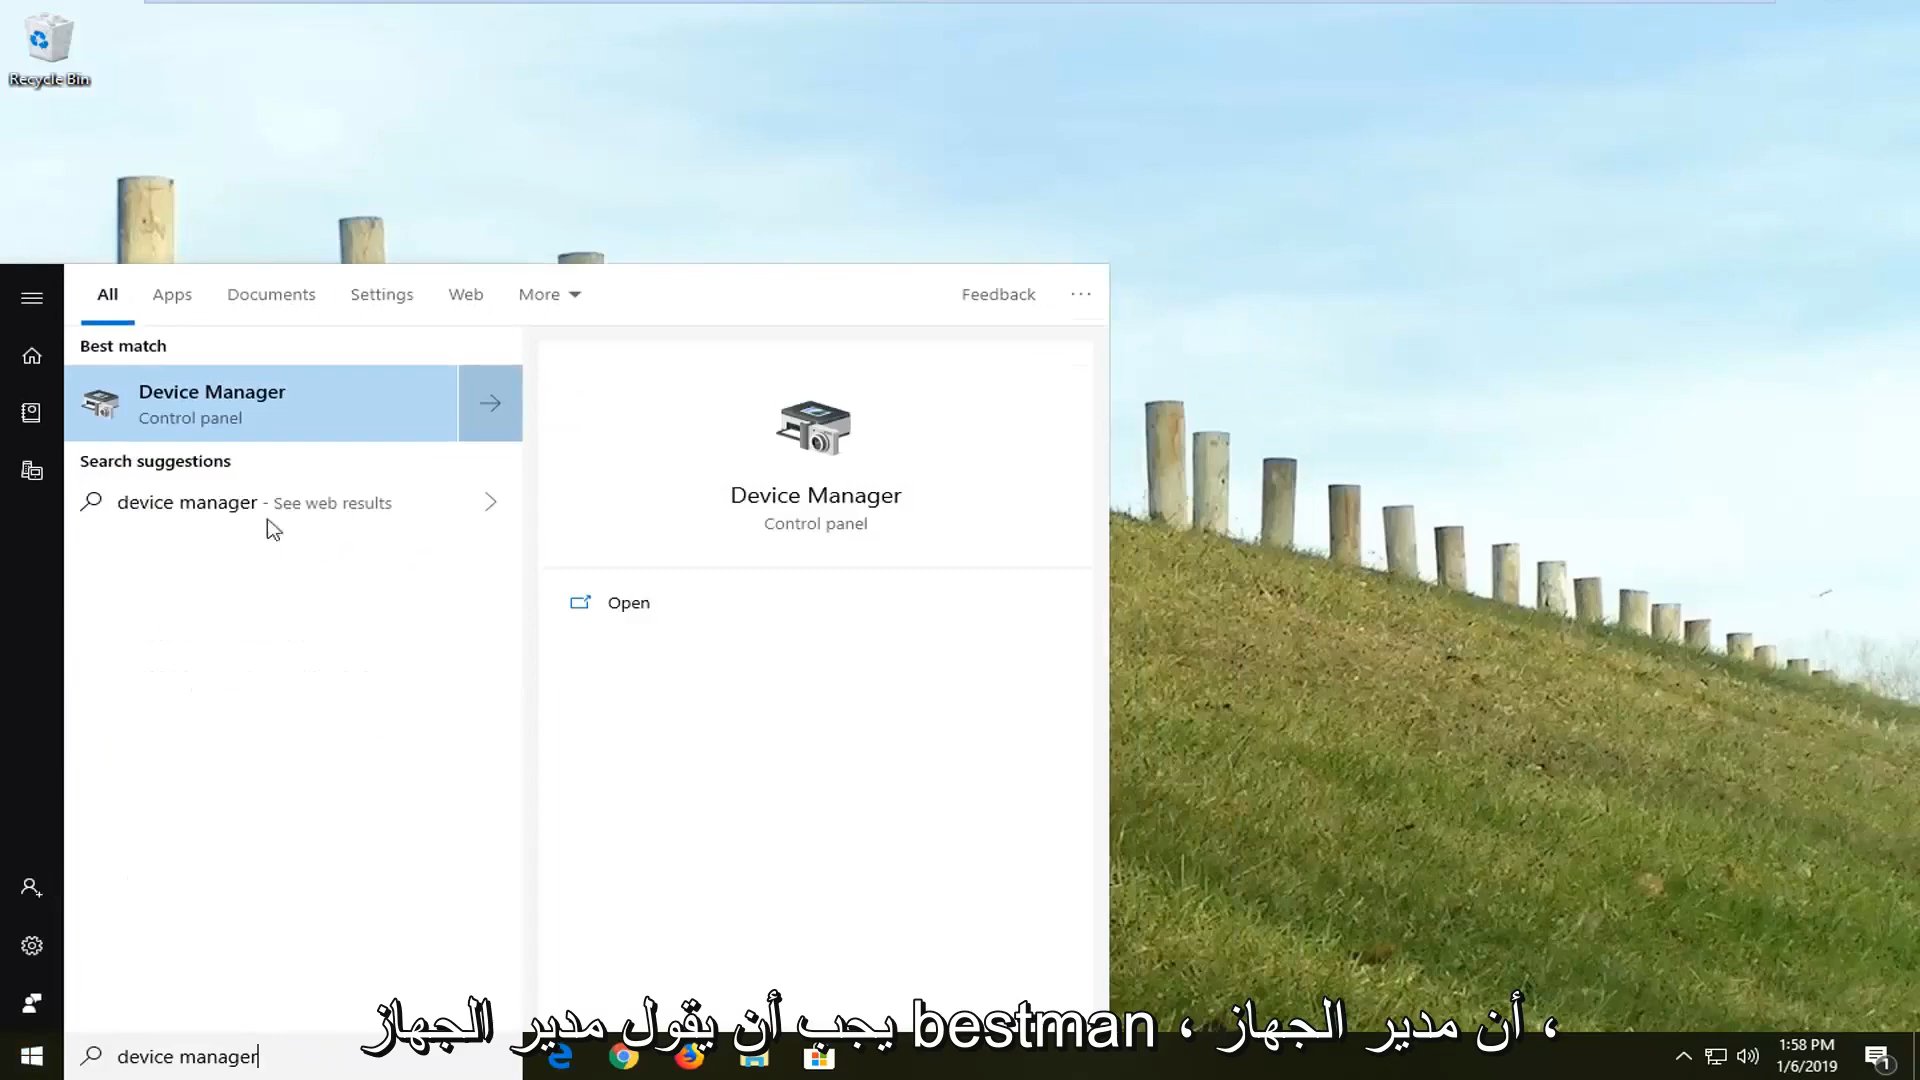 Recycle Bin
All Apps Documents Settings Web More Feedback
Best match
Device Manager
Control panel
Search suggestions
device manager - See web results
Device Manager
Control panel
Open
، أن مدير الجهاز ، bestman يجب أن يقول مدير الجهاز
device manager
1:58 PM
1/6/2019
1